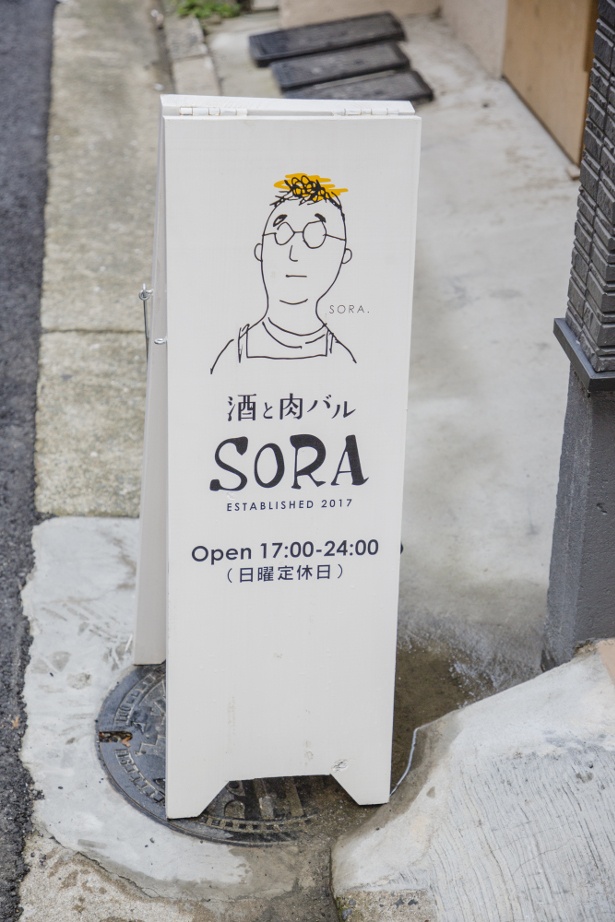 SORA.
酒と肉バル
SORA
ESTABLISHED 2017
Open 17:00-24:00
(日曜定休日)